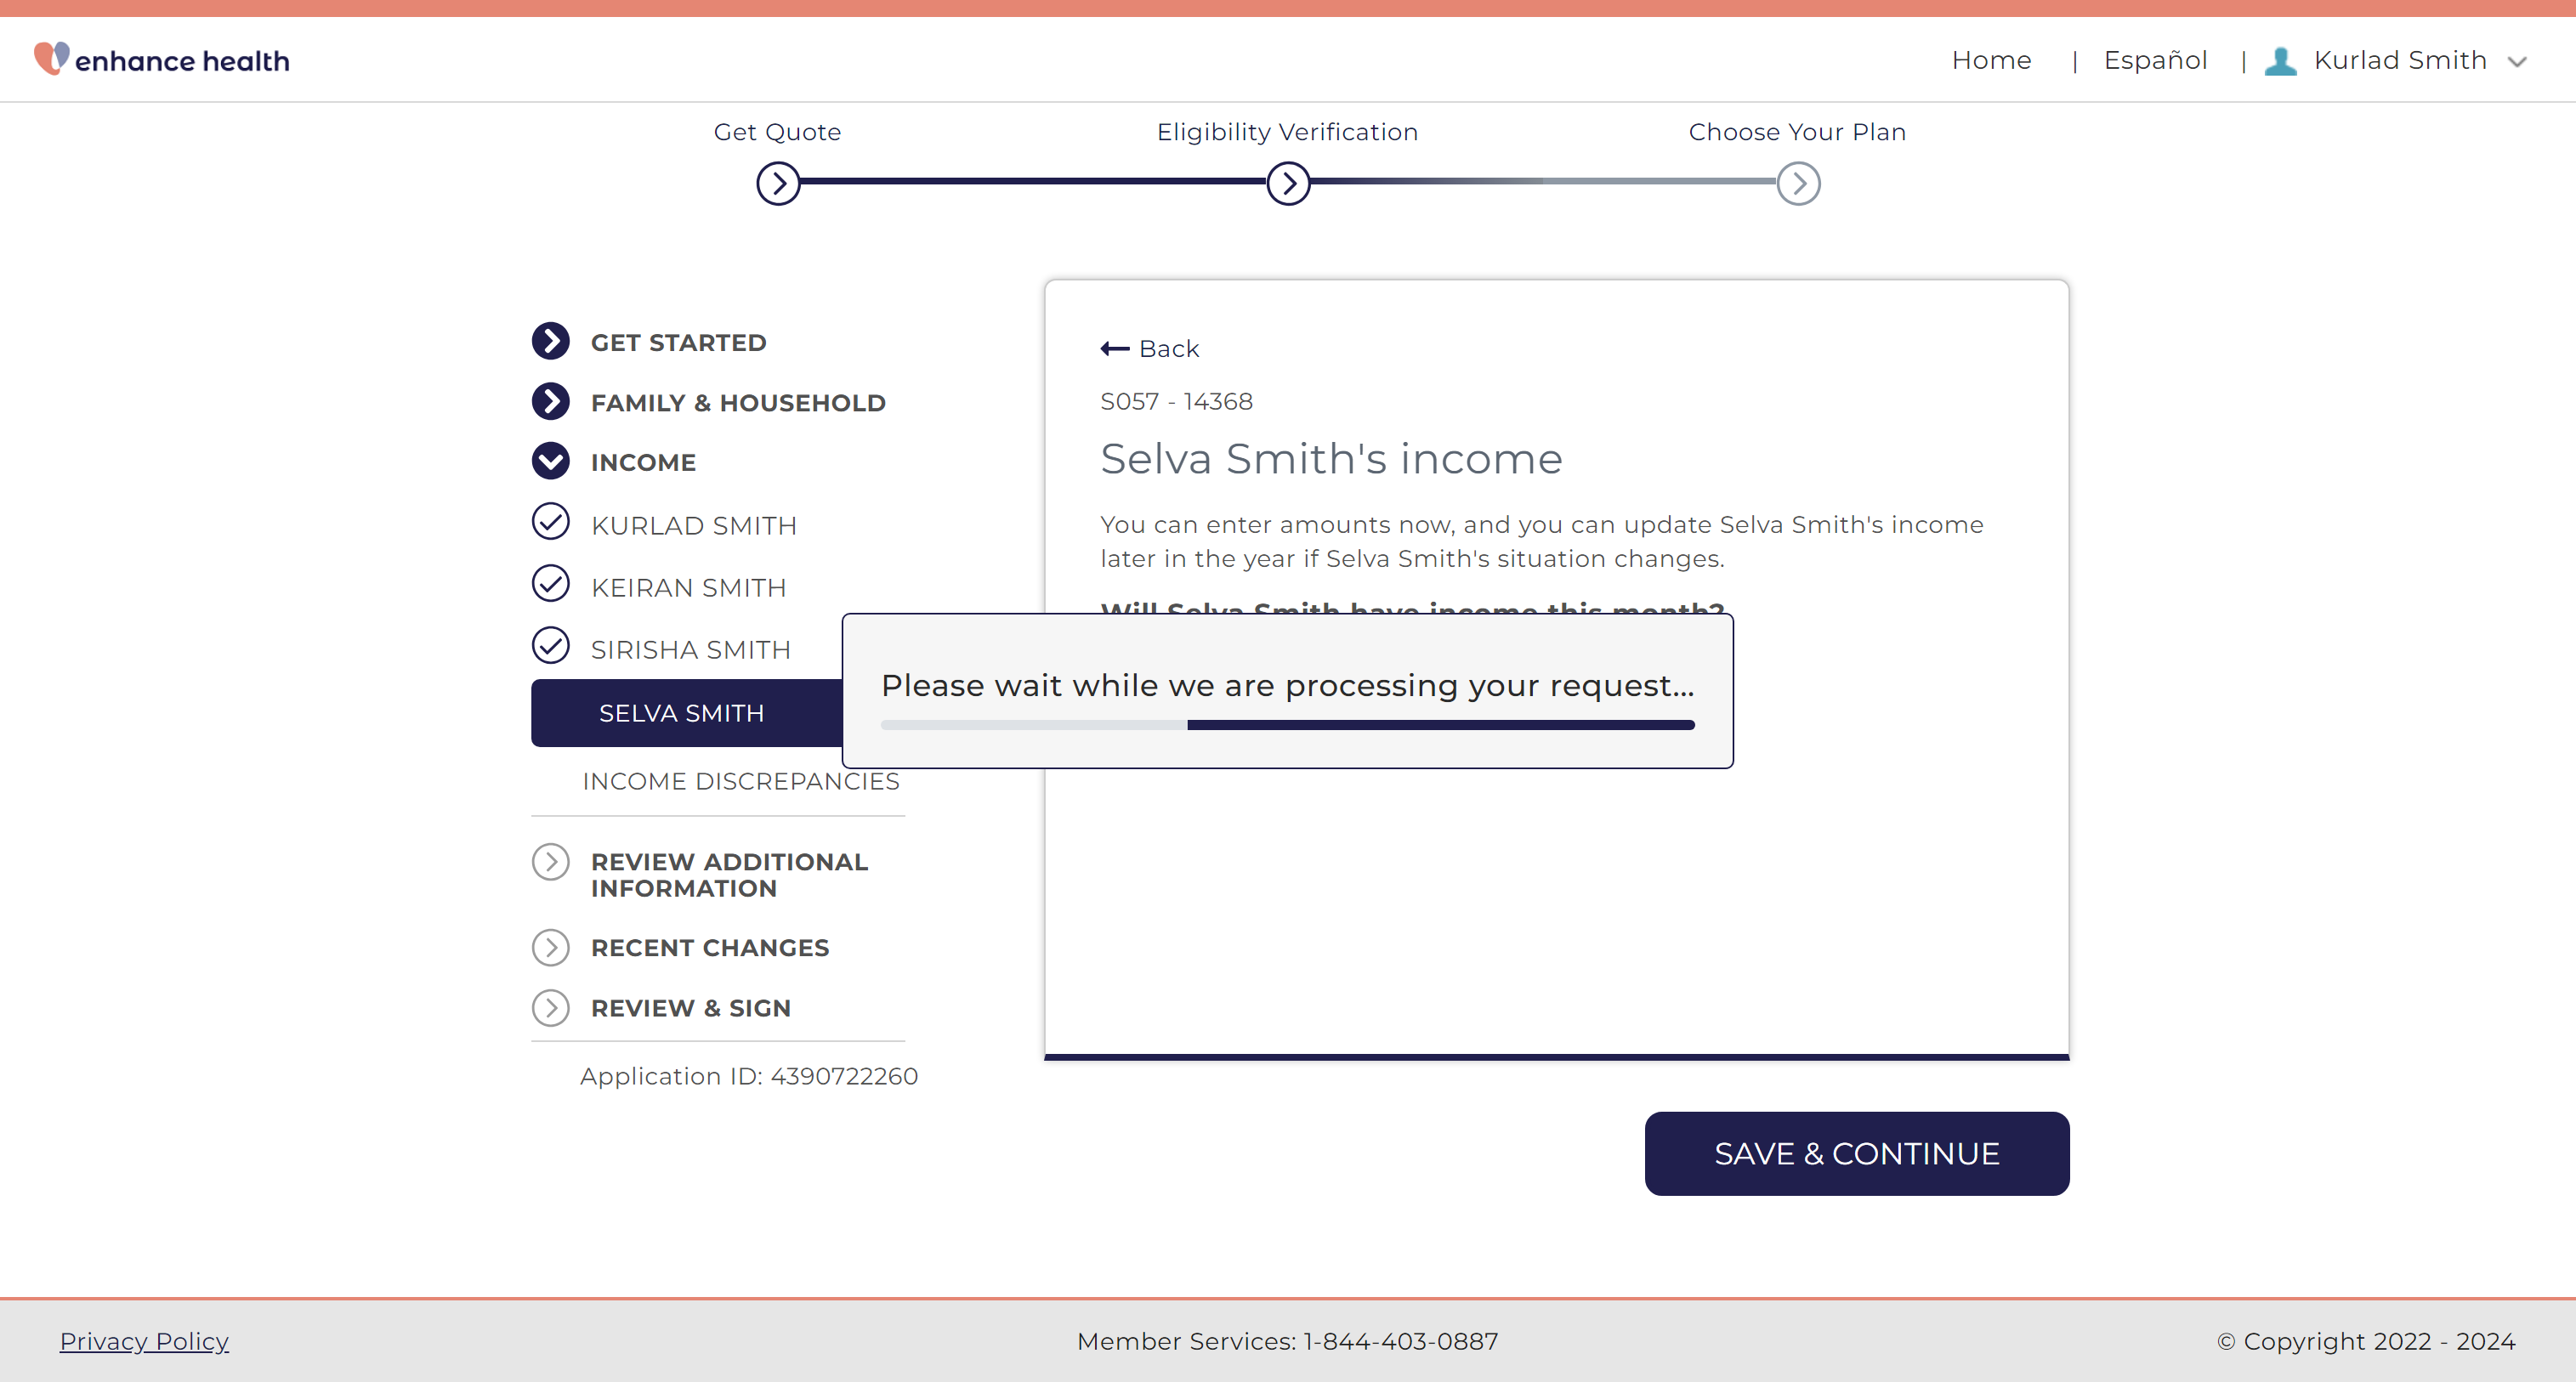 enhance health
Home | Español | Kurlad Smith
Get Quote
Eligibility Verification
Choose Your Plan
GET STARTED
FAMILY & HOUSEHOLD
INCOME
KURLAD SMITH
KEIRAN SMITH
SIRISHA SMITH
SELVA SMITH
INCOME DISCREPANCIES
REVIEW ADDITIONAL
INFORMATION
RECENT CHANGES
REVIEW & SIGN
Application ID: 4390722260
Back
S057 - 14368
Selva Smith's income
You can enter amounts now, and you can update Selva Smith's income
later in the year if Selva Smith's situation changes.
Will Selva Smith have income this month?
Please wait while we are processing your request...
SAVE & CONTINUE
Privacy Policy
Member Services: 1-844-403-0887
© Copyright 2022 - 2024